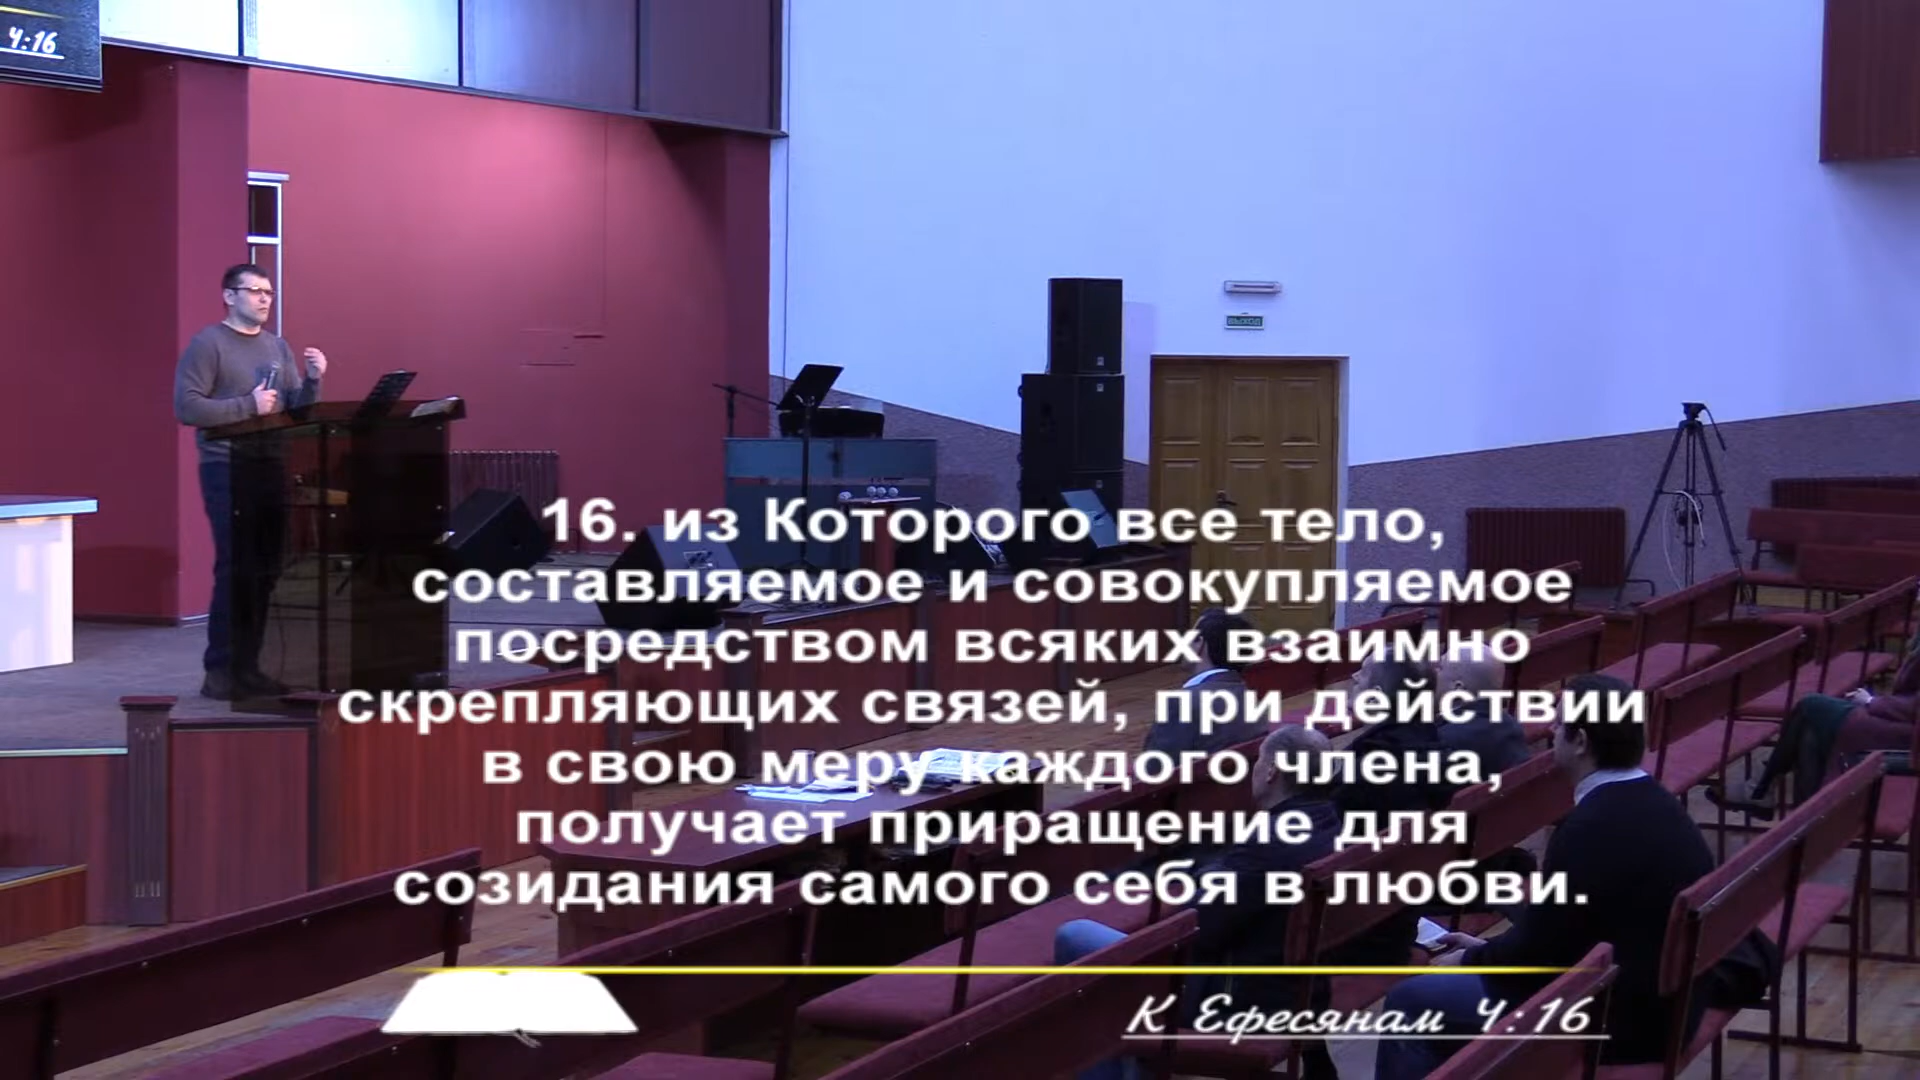 4:16
ВЫХОД
16. из Которого все тело,
составляемое и совокупляемое
посредством всяких взаимно
скрепляющих связей, при действии
в свою меру каждого члена,
получает приращение для
созидания самого себя в любви.
К Ефесянам 4:16